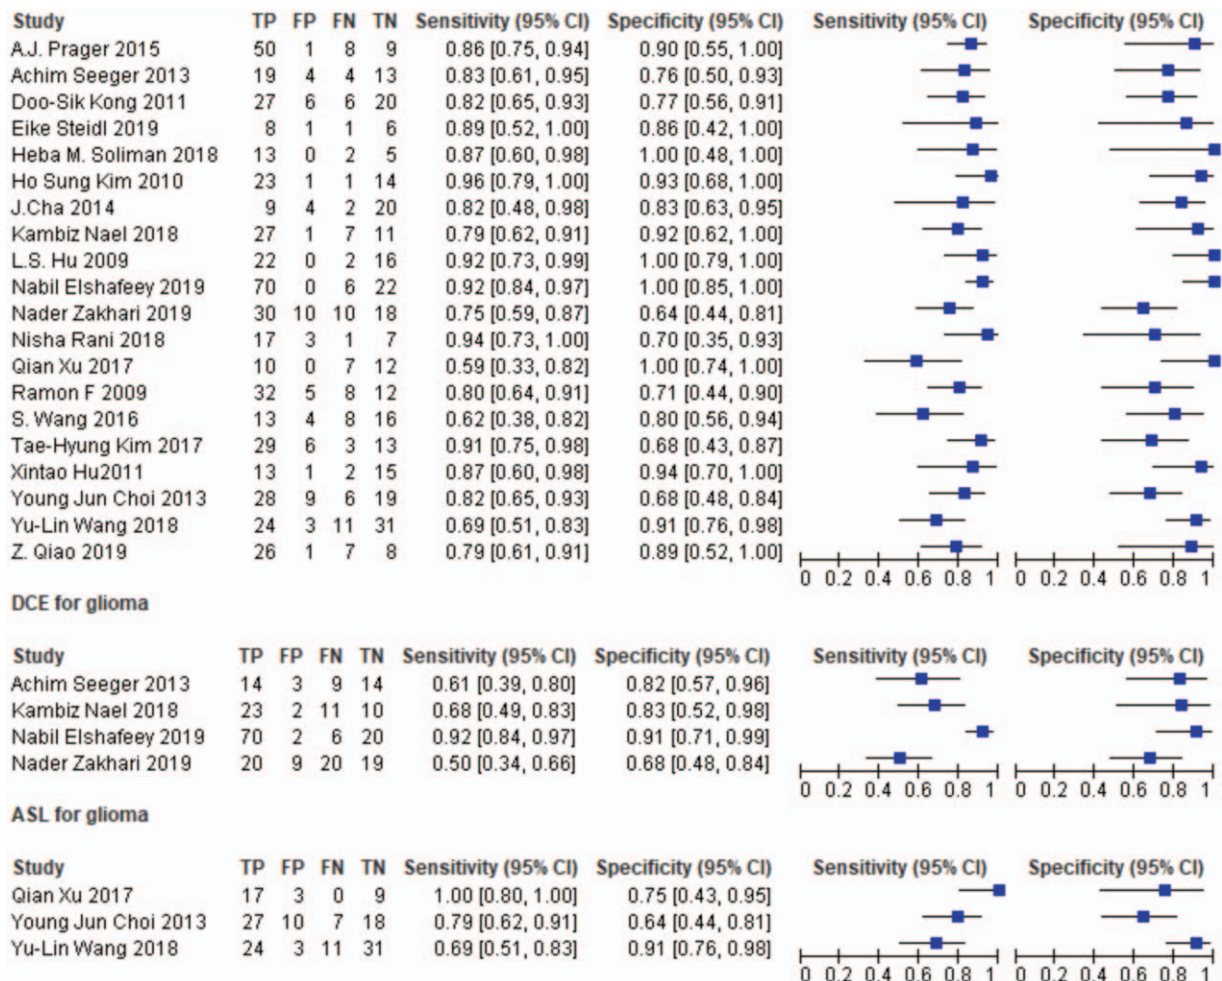 Study TP FP FN TN Sensitivity (95% CI) Specificity (95% CI) Sensitivity (95% CI) Specificity (95% CI)
A.J. Prager 2015 50 1 8 9 0.86 [0.75, 0.94] 0.90 [0.55, 1.00]
Achim Seeger 2013 19 4 4 13 0.83 [0.61, 0.95] 0.76 [0.50, 0.93]
Doo-Sik Kong 2011 27 6 6 20 0.82 [0.65, 0.93] 0.77 [0.56, 0.91]
Eike Steidl 2019 8 1 1 6 0.89 [0.52, 1.00] 0.86 [0.42, 1.00]
Heba M. Soliman 2018 13 0 2 5 0.87 [0.60, 0.98] 1.00 [0.48, 1.00]
Ho Sung Kim 2010 23 1 1 14 0.96 [0.79, 1.00] 0.93 [0.68, 1.00]
J.Cha 2014 9 4 2 20 0.82 [0.48, 0.98] 0.83 [0.63, 0.95]
Kambiz Nael 2018 27 1 7 11 0.79 [0.62, 0.91] 0.92 [0.62, 1.00]
L.S. Hu 2009 22 0 2 16 0.92 [0.73, 0.99] 1.00 [0.79, 1.00]
Nabil Elshafeey 2019 70 0 6 22 0.92 [0.84, 0.97] 1.00 [0.85, 1.00]
Nader Zakhari 2019 30 10 10 18 0.75 [0.59, 0.87] 0.64 [0.44, 0.81]
Nisha Rani 2018 17 3 1 7 0.94 [0.73, 1.00] 0.70 [0.35, 0.93]
Qian Xu 2017 10 0 7 12 0.59 [0.33, 0.82] 1.00 [0.74, 1.00]
Ramon F 2009 32 5 8 12 0.80 [0.64, 0.91] 0.71 [0.44, 0.90]
S. Wang 2016 13 4 8 16 0.62 [0.38, 0.82] 0.80 [0.56, 0.94]
Tae-Hyung Kim 2017 29 6 3 13 0.91 [0.75, 0.98] 0.68 [0.43, 0.87]
Xintao Hu2011 13 1 2 15 0.87 [0.60, 0.98] 0.94 [0.70, 1.00]
Young Jun Choi 2013 28 9 6 19 0.82 [0.65, 0.93] 0.68 [0.48, 0.84]
Yu-Lin Wang 2018 24 3 11 31 0.69 [0.51, 0.83] 0.91 [0.76, 0.98]
Z. Qiao 2019 26 1 7 8 0.79 [0.61, 0.91] 0.89 [0.52, 1.00]
0 0.2 0.4 0.6 0.8 1 0 0.2 0.4 0.6 0.8 1
DCE for glioma
Study TP FP FN TN Sensitivity (95% CI) Specificity (95% CI) Sensitivity (95% CI) Specificity (95% CI)
Achim Seeger 2013 14 3 9 14 0.61 [0.39, 0.80] 0.82 [0.57, 0.96]
Kambiz Nael 2018 23 2 11 10 0.68 [0.49, 0.83] 0.83 [0.52, 0.98]
Nabil Elshafeey 2019 70 2 6 20 0.92 [0.84, 0.97] 0.91 [0.71, 0.99]
Nader Zakhari 2019 20 9 20 19 0.50 [0.34, 0.66] 0.68 [0.48, 0.84]
0 0.2 0.4 0.6 0.8 1 0 0.2 0.4 0.6 0.8 1
ASL for glioma
Study TP FP FN TN Sensitivity (95% CI) Specificity (95% CI) Sensitivity (95% CI) Specificity (95% CI)
Qian Xu 2017 17 3 0 9 1.00 [0.80, 1.00] 0.75 [0.43, 0.95]
Young Jun Choi 2013 27 10 7 18 0.79 [0.62, 0.91] 0.64 [0.44, 0.81]
Yu-Lin Wang 2018 24 3 11 31 0.69 [0.51, 0.83] 0.91 [0.76, 0.98]
0 0.2 0.4 0.6 0.8 1 0 0.2 0.4 0.6 0.8 1